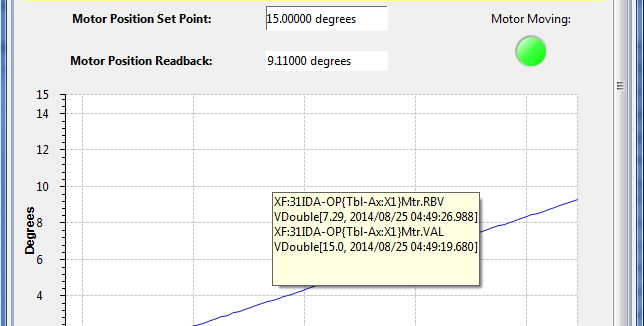 Motor Position Set Point: 15.00000 degrees Motor Moving:
Motor Position Readback: 9.11000 degrees
15
14
12
10
8
6
4
Degrees
XF:31IDA-OP{Tbl-Ax:X1}Mtr.RBV
VDouble[7.29, 2014/08/25 04:49:26.988]
XF:31IDA-OP{Tbl-Ax:X1}Mtr.VAL
VDouble[15.0, 2014/08/25 04:49:19.680]